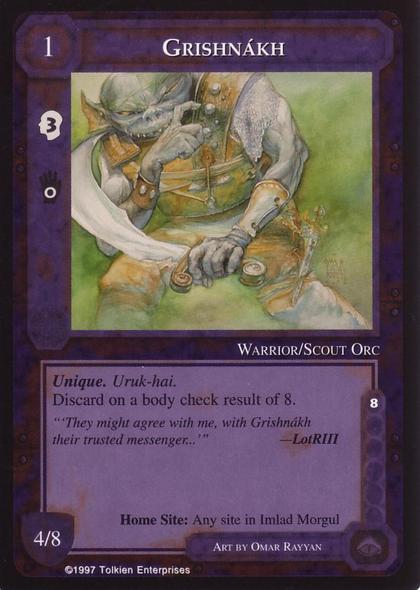 1
GRISHNÁKH
3
0
WARRIOR/SCOUT ORC
Unique. Uruk-hai.
Discard on a body check result of 8.
8
“‘They might agree with me, with Grishnákh
their trusted messenger...’” —LotRIII
Home Site: Any site in Imlad Morgul
4/8
ART BY OMAR RAYYAN
©1997 Tolkien Enterprises